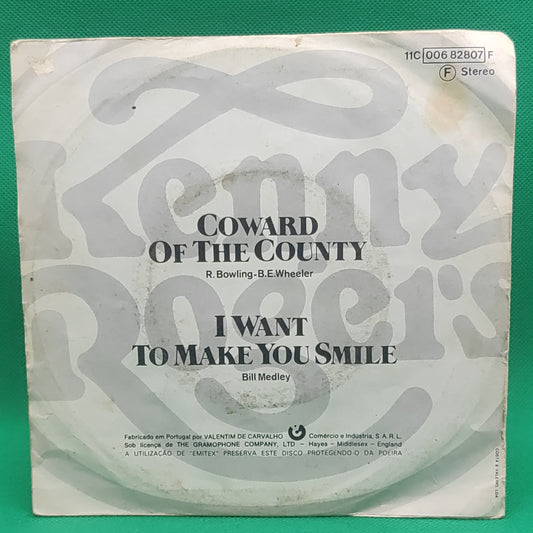 11C 006 82807 F
F Stereo
Kenny
Rogers
COWARD
OF THE COUNTY
R. Bowling-B.E. Wheeler
I WANT
TO MAKE YOU SMILE
Bill Medley
Fabricado em Portugal por VALENTIM DE CARVALHO Comércio e Indústria, S.A.R.L.
Sob licença de THE GRAMOPHONE COMPANY, LTD — Hayes - Middlesex - England
A UTILIZAÇÃO DE "EMITEX" PRESERVA ESTE DISCO PROTEGENDO-O DA POEIRA